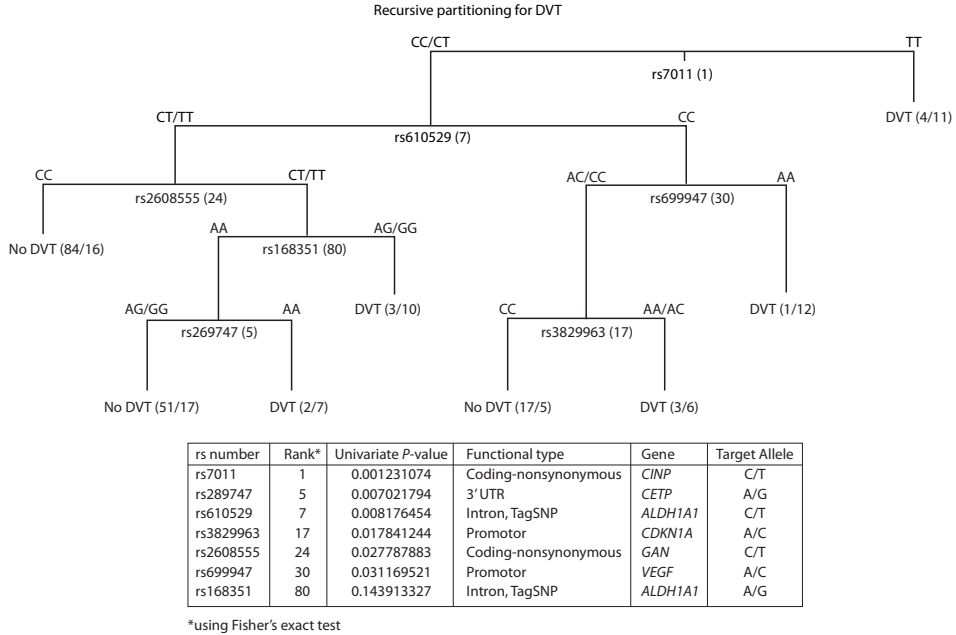 Recursive partitioning for DVT
CC/CT
TT
rs7011 (1)
CT/TT
CC
DVT (4/11)
rs610529 (7)
CC
CT/TT
AC/CC
AA
rs2608555 (24)
rs699947 (30)
AA
AG/GG
No DVT (84/16)
rs168351 (80)
AG/GG
AA
DVT (3/10)
CC
AA/AC
DVT (1/12)
rs269747 (5)
rs3829963 (17)
No DVT (51/17)
DVT (2/7)
No DVT (17/5)
DVT (3/6)
rs number Rank* Univariate P-value Functional type Gene Target Allele
rs7011 1 0.001231074 Coding-nonsynonymous CINP C/T
rs289747 5 0.007021794 3' UTR CETP A/G
rs610529 7 0.008176454 Intron, TagSNP ALDH1A1 C/T
rs3829963 17 0.017841244 Promotor CDKN1A A/C
rs2608555 24 0.027787883 Coding-nonsynonymous GAN C/T
rs699947 30 0.031169521 Promotor VEGF A/C
rs168351 80 0.143913327 Intron, TagSNP ALDH1A1 A/G
*using Fisher's exact test